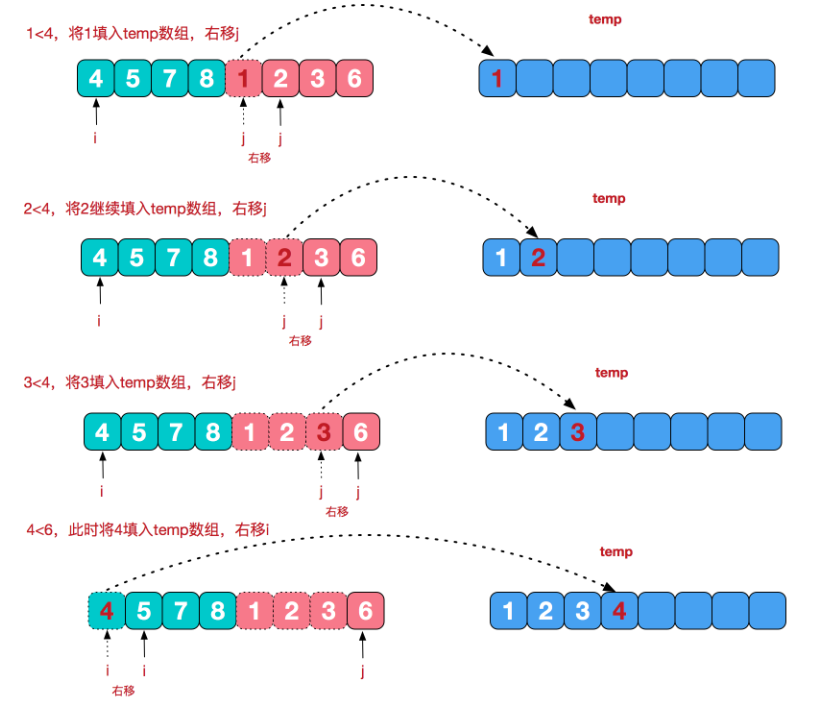 temp
1<4，将1填入temp数组，右移j
4 5 7 8 1 2 3 6
1
i j j
右移
temp
2<4，将2继续填入temp数组，右移j
4 5 7 8 1 2 3 6
1 2
i j j
右移
temp
3<4，将3填入temp数组，右移j
4 5 7 8 1 2 3 6
1 2 3
i j j
右移
4<6，此时将4填入temp数组，右移i
temp
4 5 7 8 1 2 3 6
1 2 3 4
i i j
右移